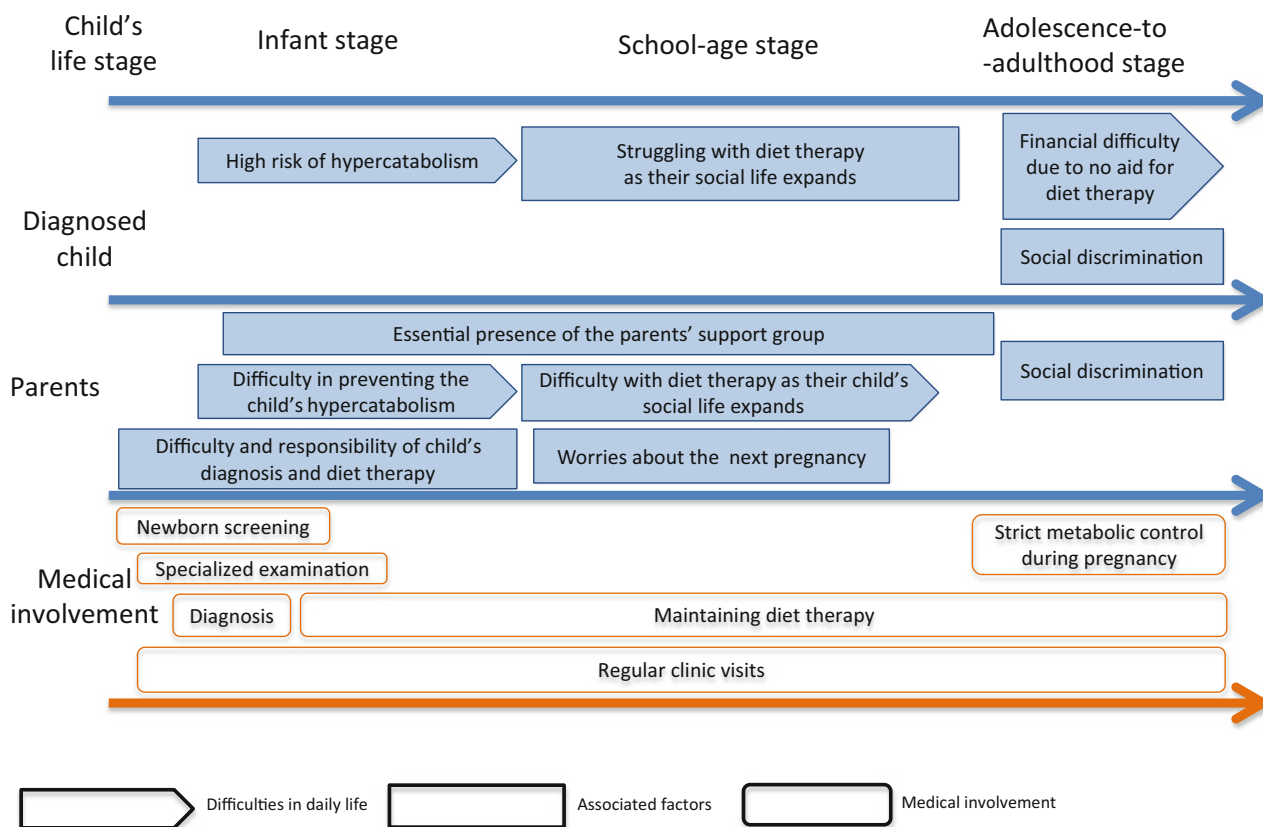 Child's
life stage
Infant stage
School-age stage
Adolescence-to
-adulthood stage
High risk of hypercatabolism
Struggling with diet therapy
as their social life expands
Financial difficulty
due to no aid for
diet therapy
Diagnosed
child
Social discrimination
Essential presence of the parents' support group
Parents
Difficulty in preventing the
child's hypercatabolism
Difficulty with diet therapy as their child's
social life expands
Social discrimination
Difficulty and responsibility of child's
diagnosis and diet therapy
Worries about the next pregnancy
Newborn screening
Strict metabolic control
during pregnancy
Specialized examination
Medical
involvement
Diagnosis
Maintaining diet therapy
Regular clinic visits
Difficulties in daily life
Associated factors
Medical involvement